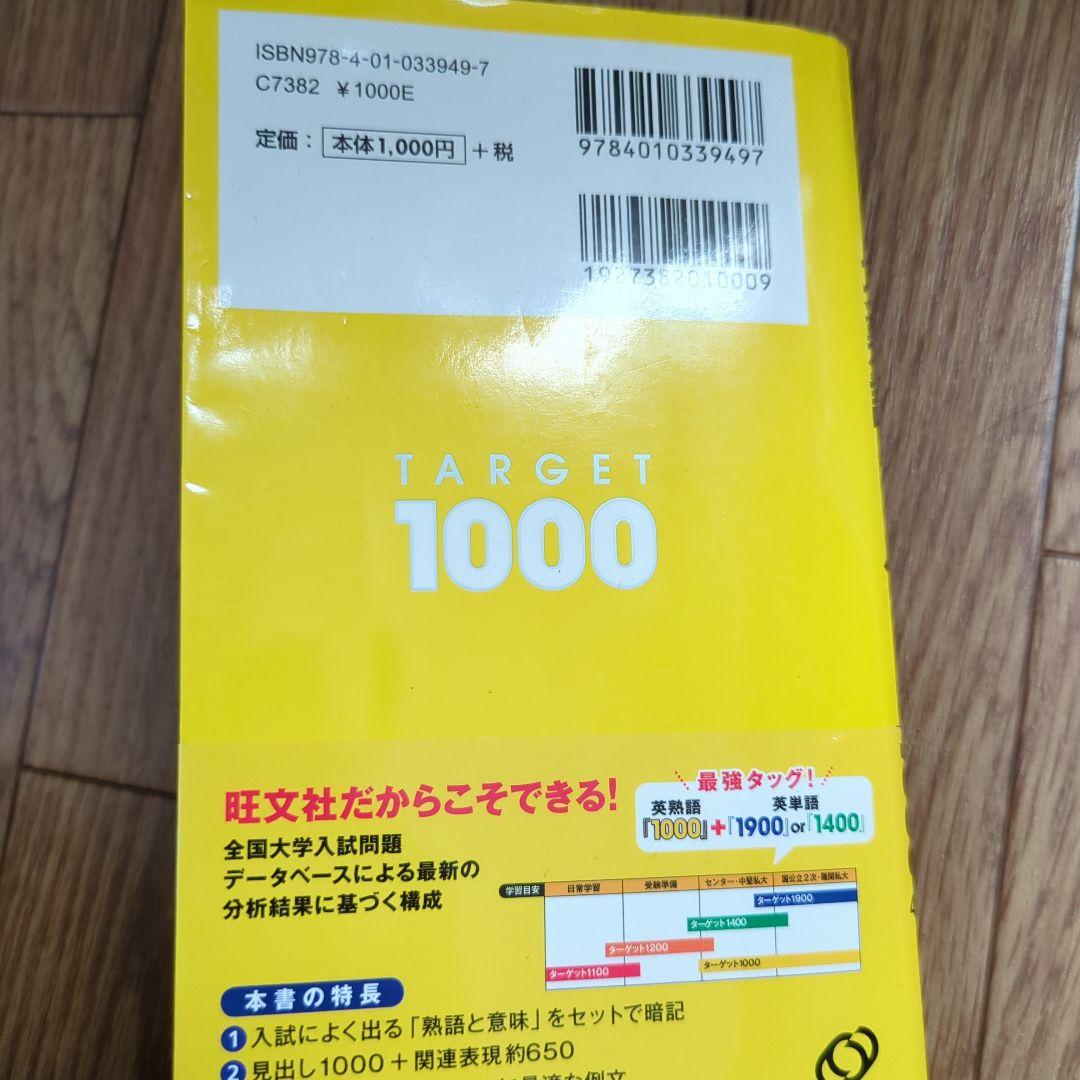 ISBN978-4-01-033949-7
C7382 ¥1000E
定価： 本体1,000円 ＋税
9784010339497
1927382010009
TARGET
1000
旺文社だからこそできる！
全国大学入試問題
データベースによる最新の
分析結果に基づく構成
最強タッグ！
英熟語 英単語
『1000』＋『1900』or『1400』
学習目安 日常学習 受験準備 センター・中堅私大 国公立2次・難関私大
ターゲット1900
ターゲット1400
ターゲット1200
ターゲット1000
ターゲット1100
本書の特長
1 入試によく出る「熟語と意味」をセットで暗記
2 見出し1000＋関連表現約650
な例文